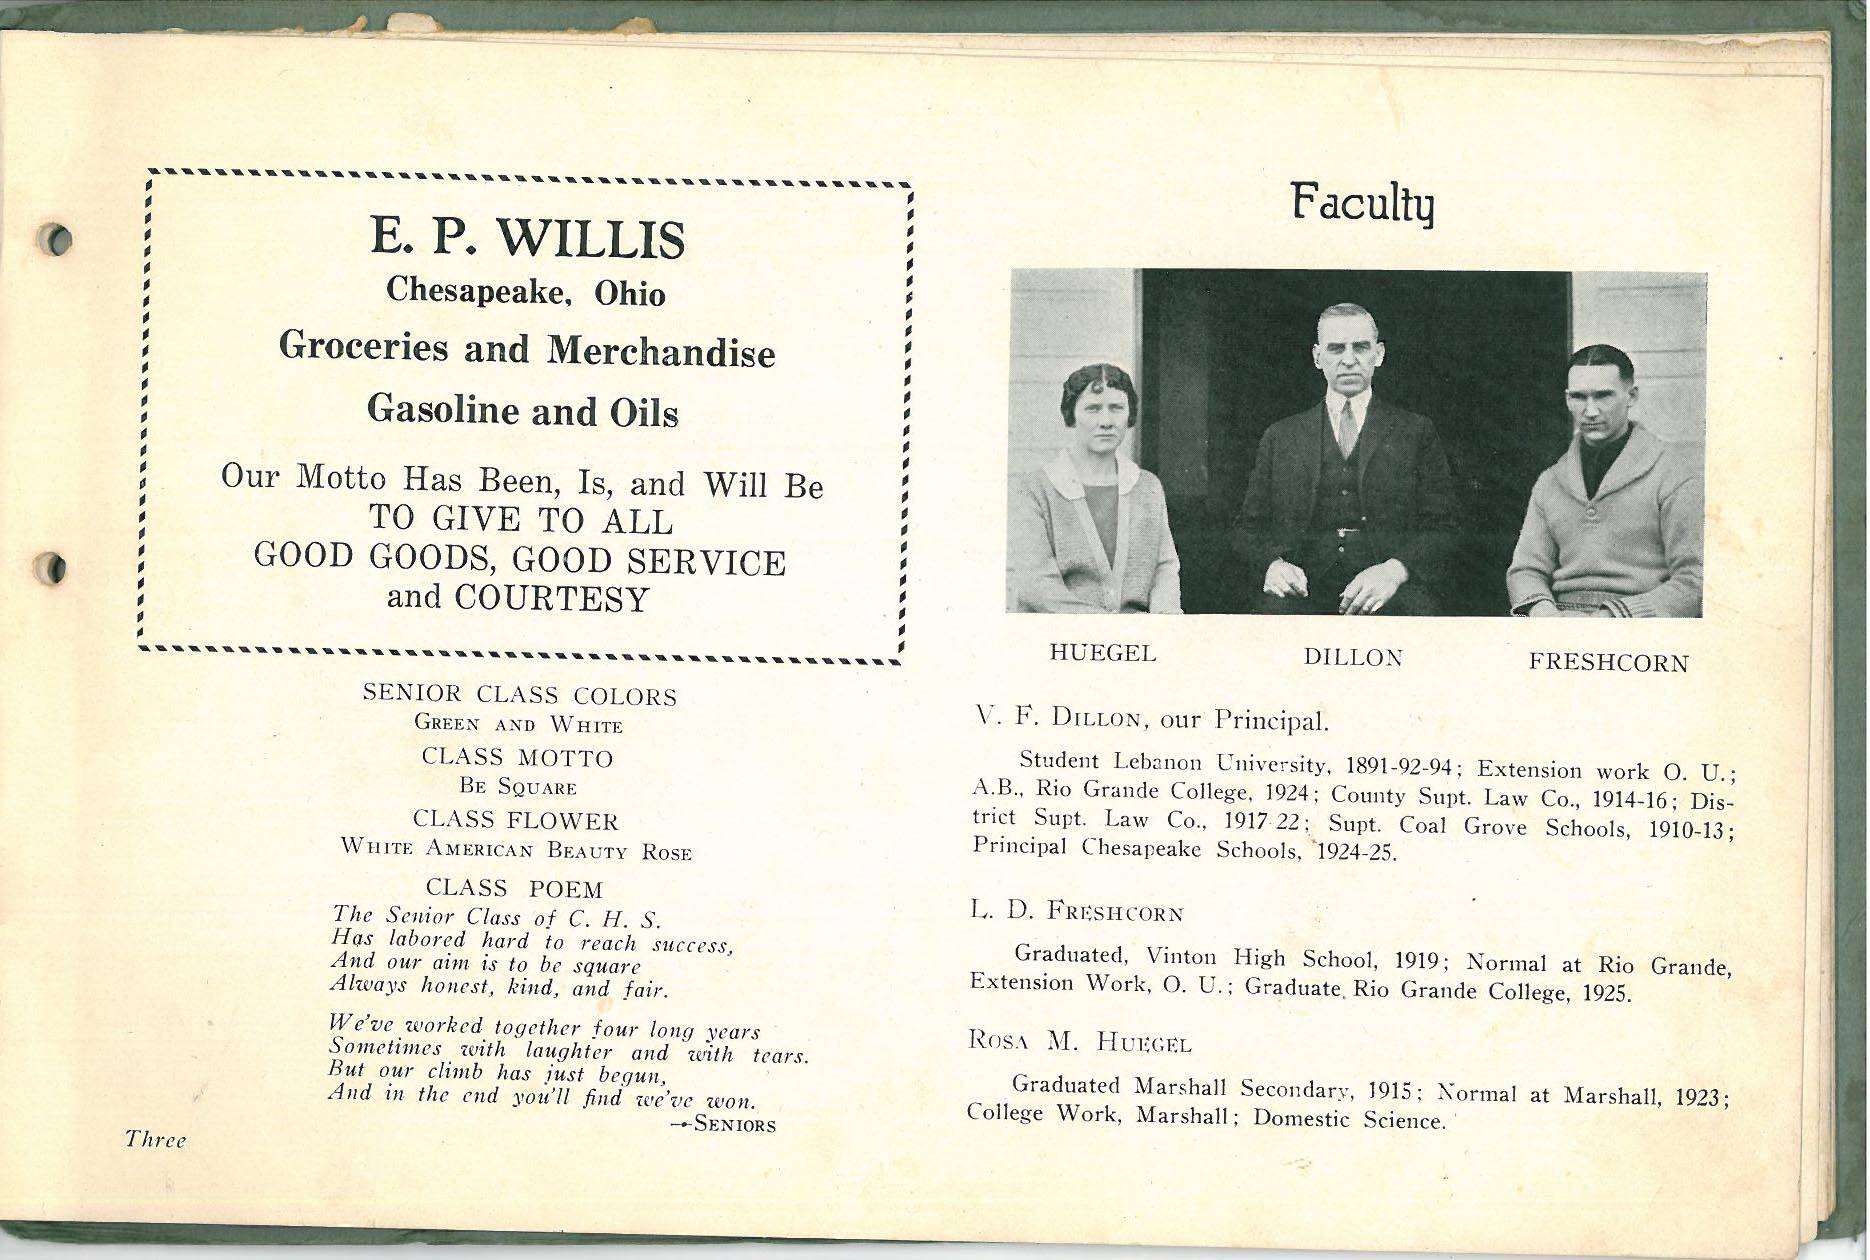 E. P. WILLIS
Chesapeake, Ohio
Groceries and Merchandise
Gasoline and Oils
Our Motto Has Been, Is, and Will Be
TO GIVE TO ALL
GOOD GOODS, GOOD SERVICE
and COURTESY
SENIOR CLASS COLORS
GREEN AND WHITE
CLASS MOTTO
BE SQUARE
CLASS FLOWER
WHITE AMERICAN BEAUTY ROSE
CLASS POEM
The Senior Class of C. H. S.
Has labored hard to reach success,
And our aim is to be square
Always honest, kind, and fair.
We've worked together four long years
Sometimes with laughter and with tears.
But our climb has just begun,
And in the end you'll find we've won.
—SENIORS
Three
Faculty
HUEGEL DILLON FRESHCORN
V. F. DILLON, our Principal.
Student Lebanon University, 1891-92-94; Extension work O. U.;
A.B., Rio Grande College, 1924; County Supt. Law Co., 1914-16; Dis-
trict Supt. Law Co., 1917-22; Supt. Coal Grove Schools, 1910-13;
Principal Chesapeake Schools, 1924-25.
L. D. FRESHCORN
Graduated, Vinton High School, 1919; Normal at Rio Grande,
Extension Work, O. U.; Graduate Rio Grande College, 1925.
ROSA M. HUEGEL
Graduated Marshall Secondary, 1915; Normal at Marshall, 1923;
College Work, Marshall; Domestic Science.